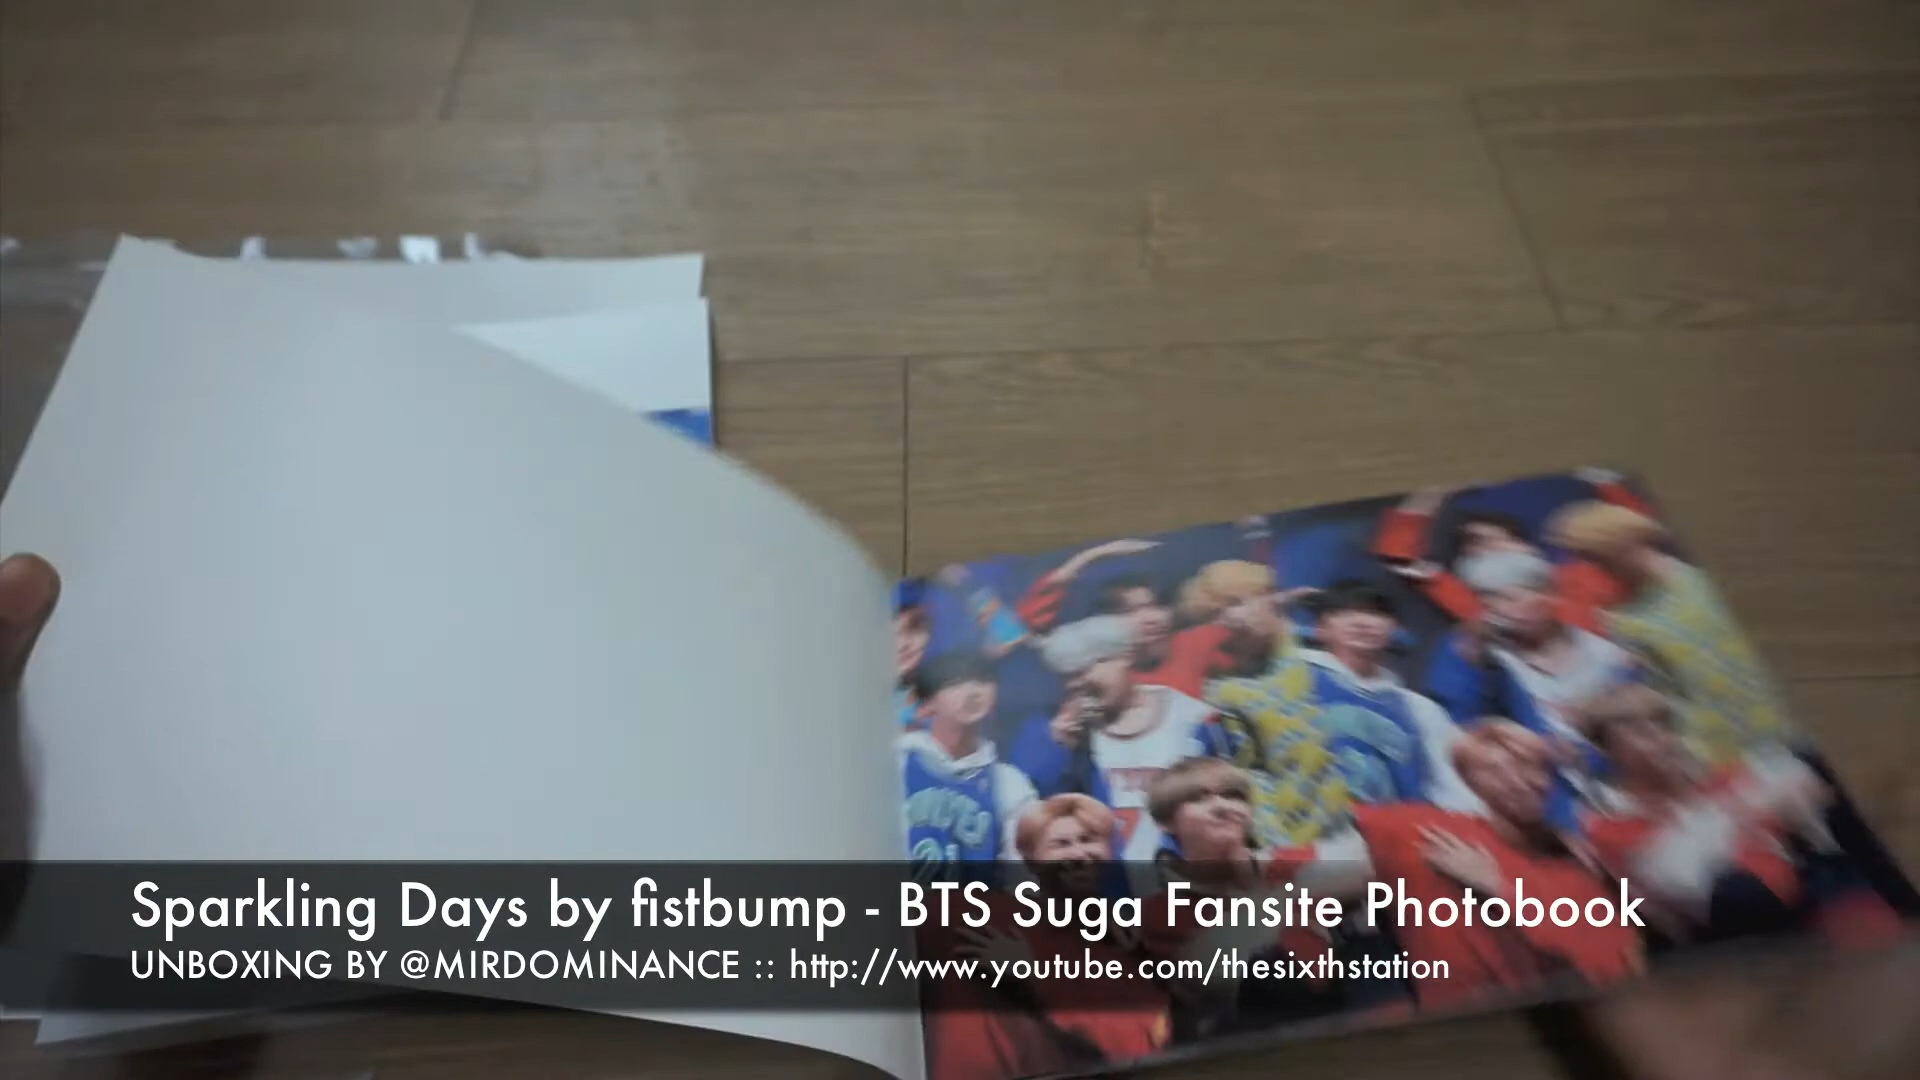 Sparkling Days by fistbump - BTS Suga Fansite Photobook
UNBOXING BY @MIRDOMINANCE :: http://www.youtube.com/thesixthstation